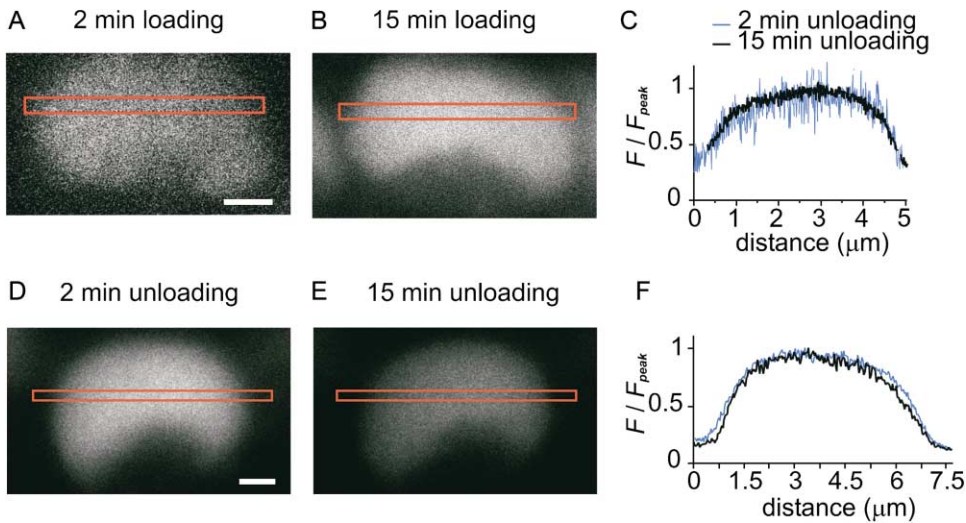 A 2 min loading
B 15 min loading
C
2 min unloading
15 min unloading
F / Fpeak
1
0.5
0
0 1 2 3 4 5
distance (μm)
D 2 min unloading
E 15 min unloading
F
F / Fpeak
1
0.5
0
0 1.5 3 4.5 6 7.5
distance (μm)